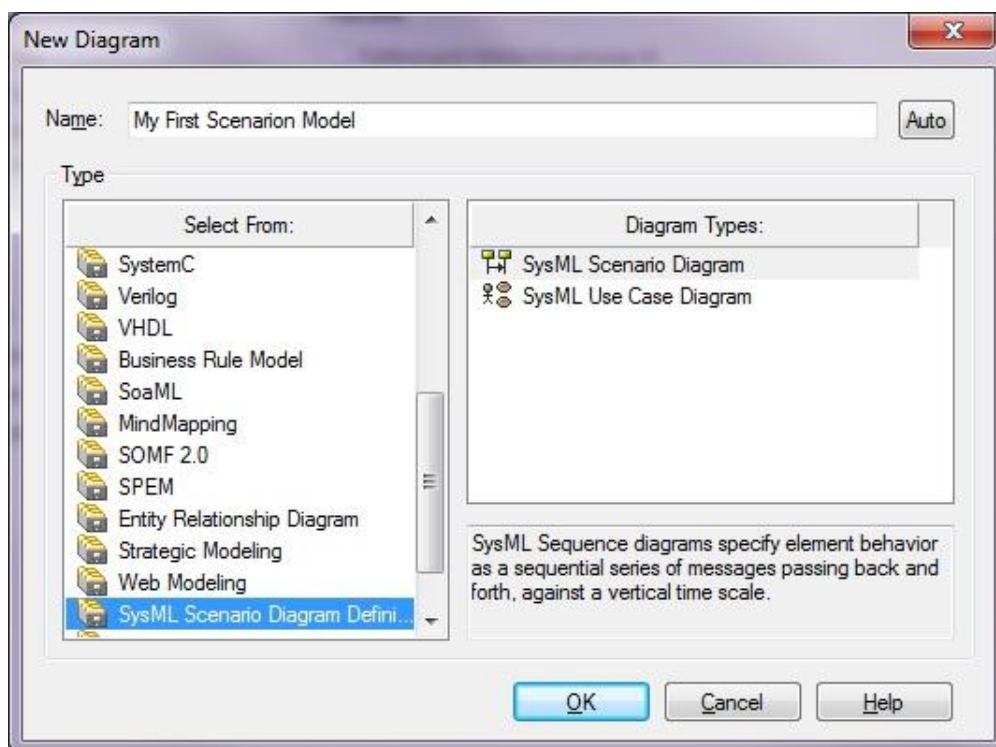 New Diagram
Name: My First Scenarion Model Auto
Type
Select From:
SystemC
Verilog
VHDL
Business Rule Model
SoaML
MindMapping
SOMF 2.0
SPEM
Entity Relationship Diagram
Strategic Modeling
Web Modeling
SysML Scenario Diagram Defini...
Diagram Types:
SysML Scenario Diagram
SysML Use Case Diagram
SysML Sequence diagrams specify element behavior
as a sequential series of messages passing back and
forth, against a vertical time scale.
OK Cancel Help